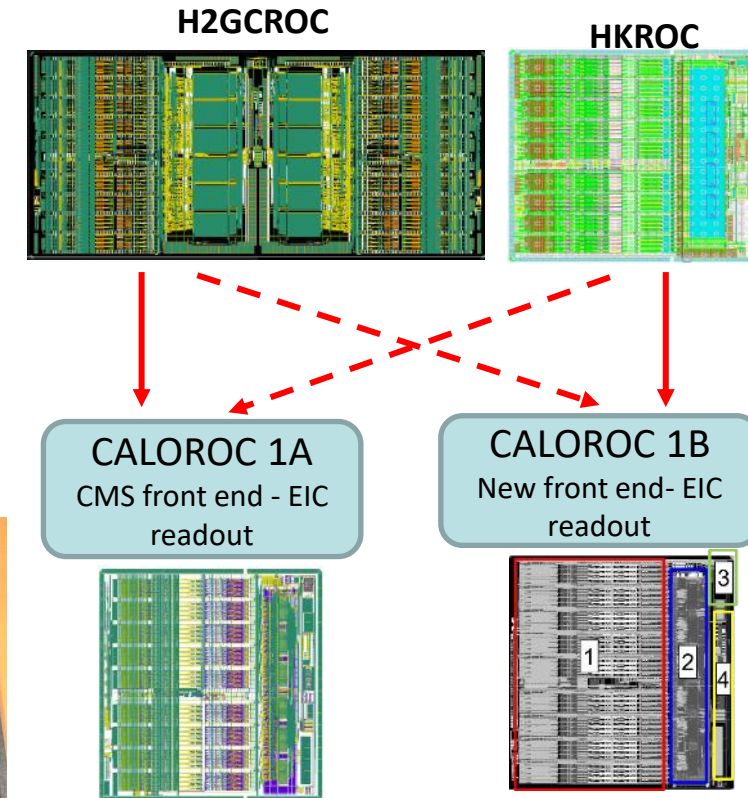 H2GCROC
HKROC
CALOROC 1A
CMS front end - EIC
readout
CALOROC 1B
New front end- EIC
readout
1
2
3
4